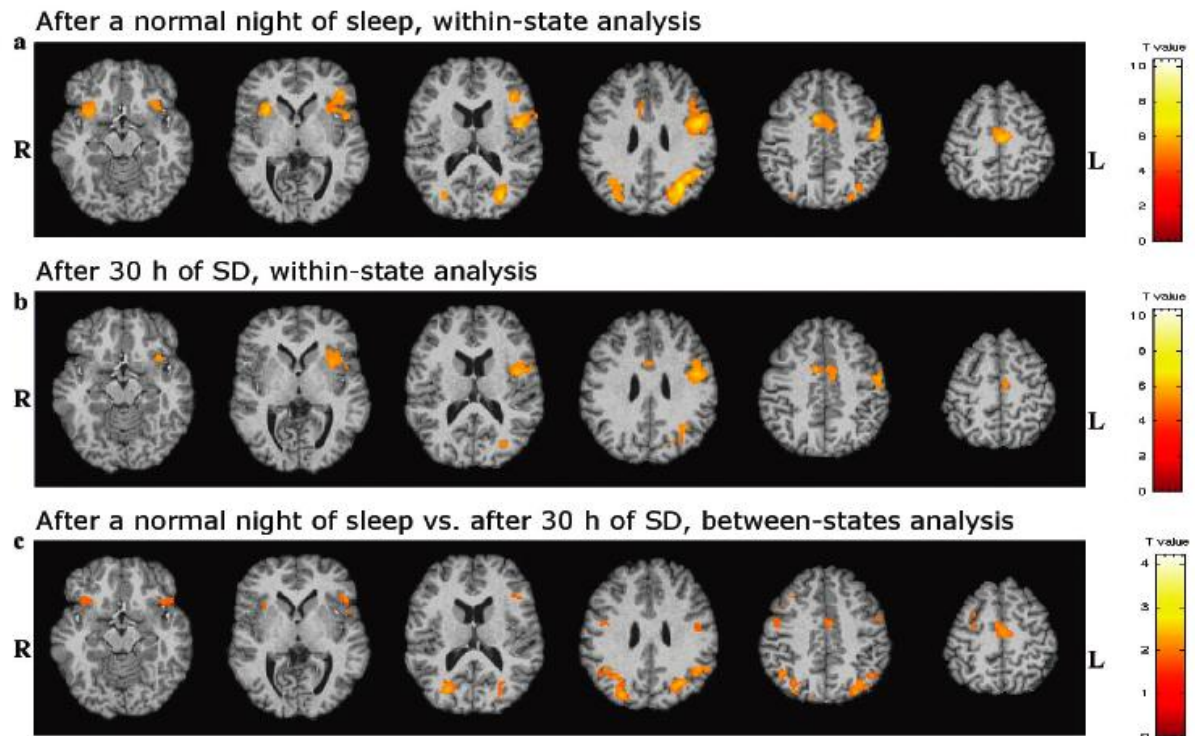 After a normal night of sleep, within-state analysis
a
T value
10
8
6
4
2
0
R
L
After 30 h of SD, within-state analysis
b
T value
10
8
6
4
2
0
R
L
After a normal night of sleep vs. after 30 h of SD, between-states analysis
c
T value
4
3
2
1
0
R
L